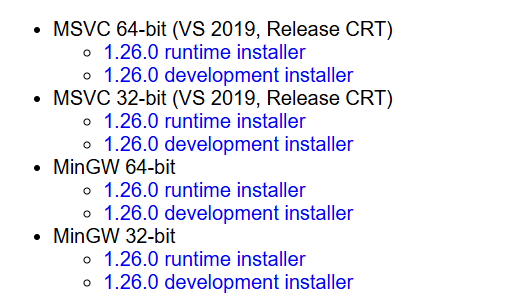 MSVC 64-bit (VS 2019, Release CRT)
1.26.0 runtime installer
1.26.0 development installer
MSVC 32-bit (VS 2019, Release CRT)
1.26.0 runtime installer
1.26.0 development installer
MinGW 64-bit
1.26.0 runtime installer
1.26.0 development installer
MinGW 32-bit
1.26.0 runtime installer
1.26.0 development installer